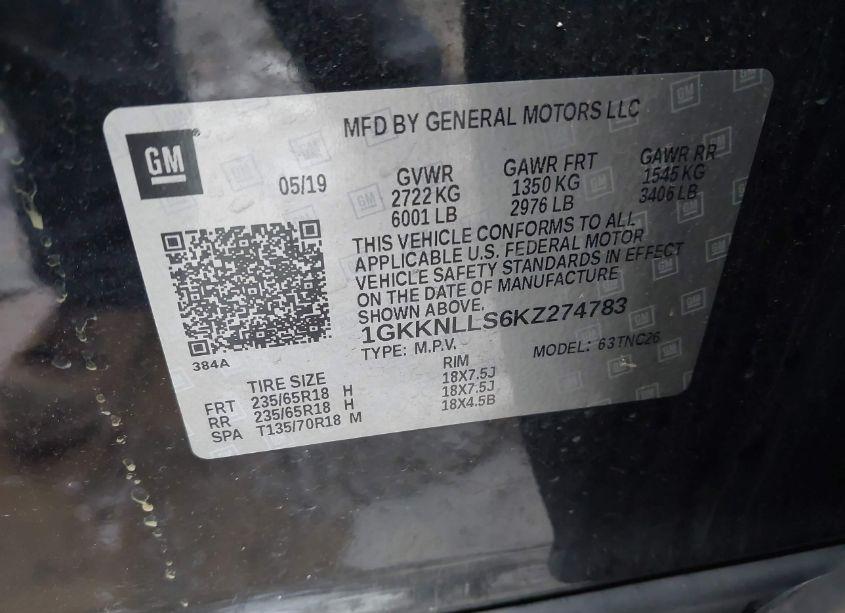 MFD BY GENERAL MOTORS LLC
GM
05/19
GVWR GAWR FRT GAWR RR
2722 KG 1350 KG 1545 KG
6001 LB 2976 LB 3406 LB
THIS VEHICLE CONFORMS TO ALL
APPLICABLE U.S. FEDERAL MOTOR
VEHICLE SAFETY STANDARDS IN EFFECT
ON THE DATE OF MANUFACTURE
SHOWN ABOVE.
1GKKNLLS6KZ274783
TYPE: M.P.V. MODEL: 63TNC26
384A
TIRE SIZE RIM
FRT 235/65R18 H 18X7.5J
RR 235/65R18 H 18X7.5J
SPA T135/70R18 M 18X4.5B